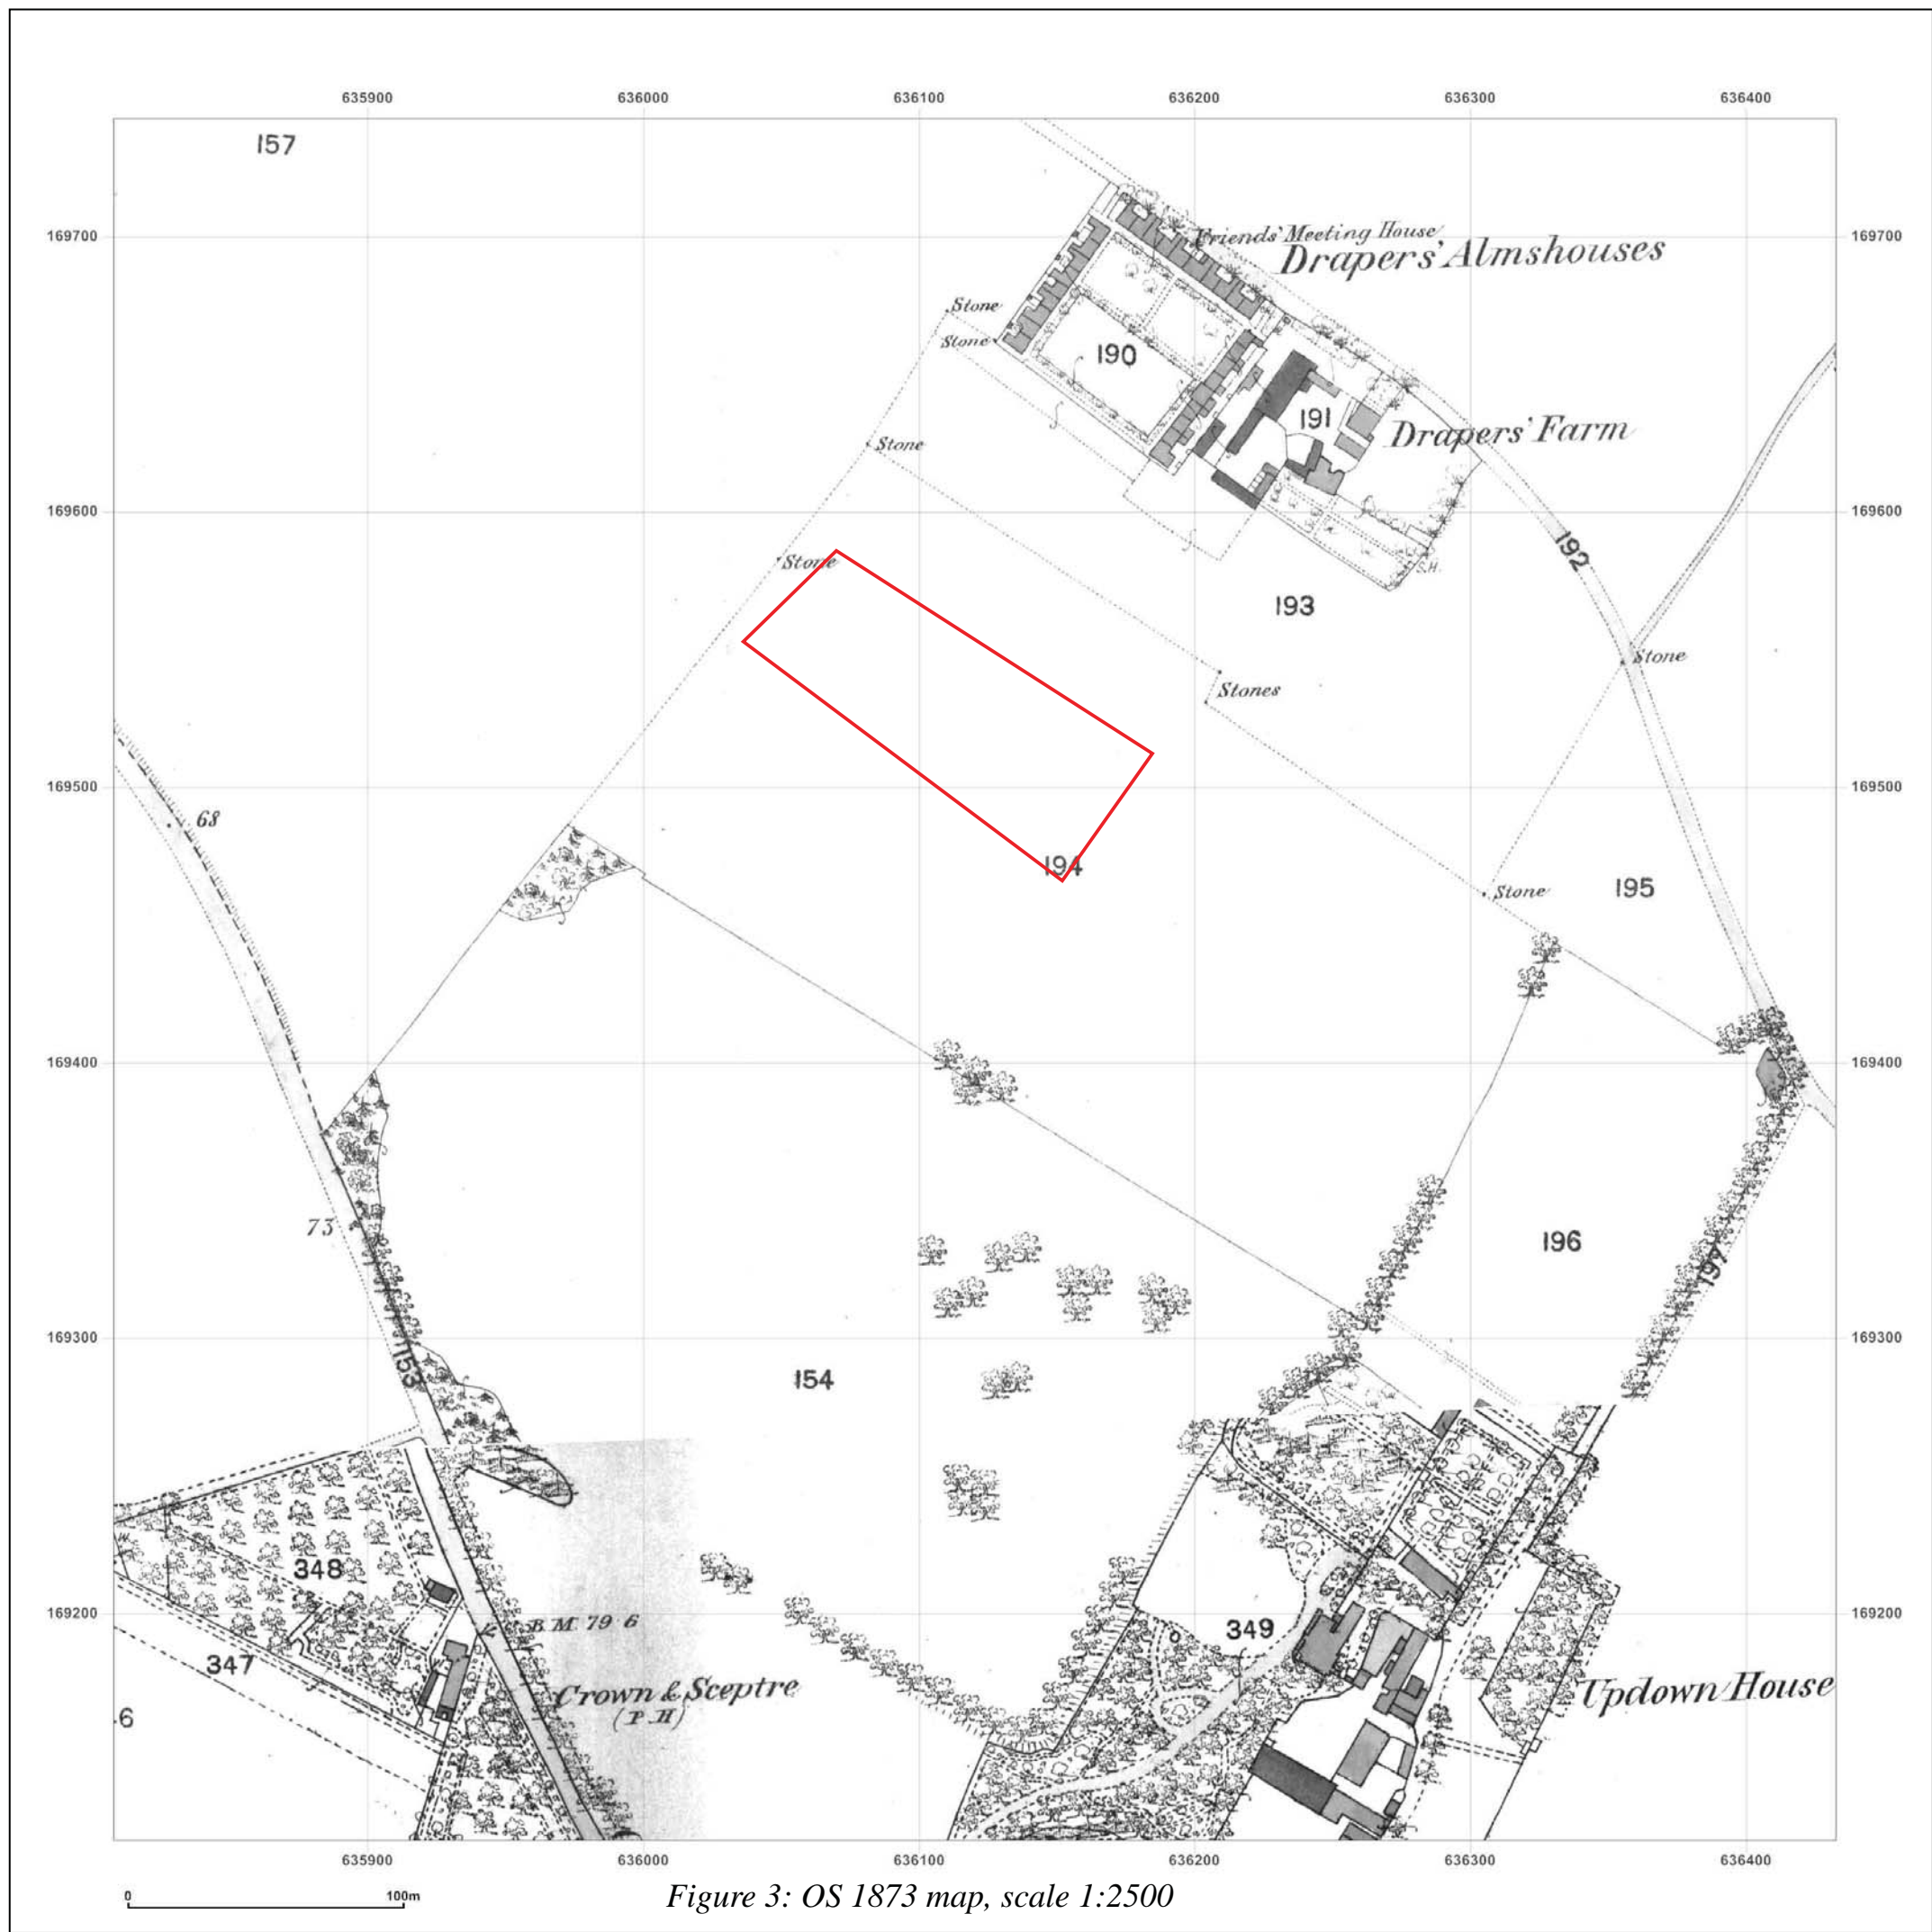 635900 636000 636100 636200 636300 636400
157
169700 169700
Friends' Meeting House
Drapers' Almshouses
Stone
Stone
190
191
Drapers' Farm
Stone
169600 169600
192
Stone
S.H.
193
Stone
Stones
169500 169500
68
194
Stone
195
169400 169400
73
196
197
169300 169300
153
154
348
169200 169200
B.M. 79 6
349
347
Crown & Sceptre
(P.H)
Updown House
.6
635900 636000 636100 636200 636300 636400
0 100m
Figure 3: OS 1873 map, scale 1:2500